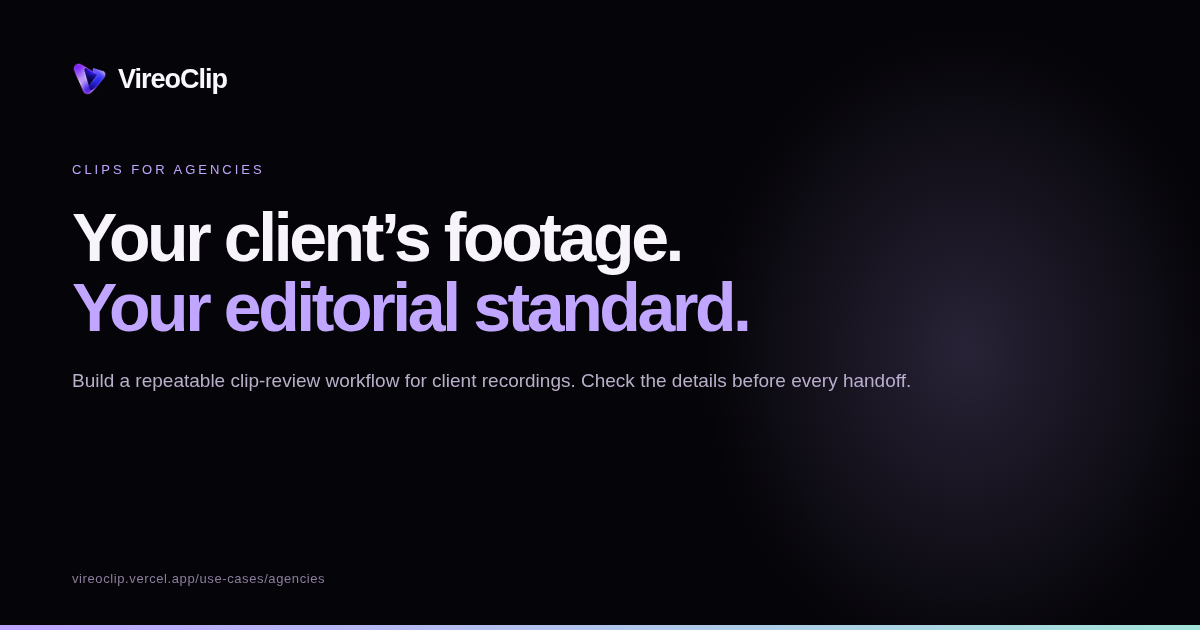 VireoClip
CLIPS FOR AGENCIES
Your client’s footage.
Your editorial standard.
Build a repeatable clip-review workflow for client recordings. Check the details before every handoff.
vireoclip.vercel.app/use-cases/agencies